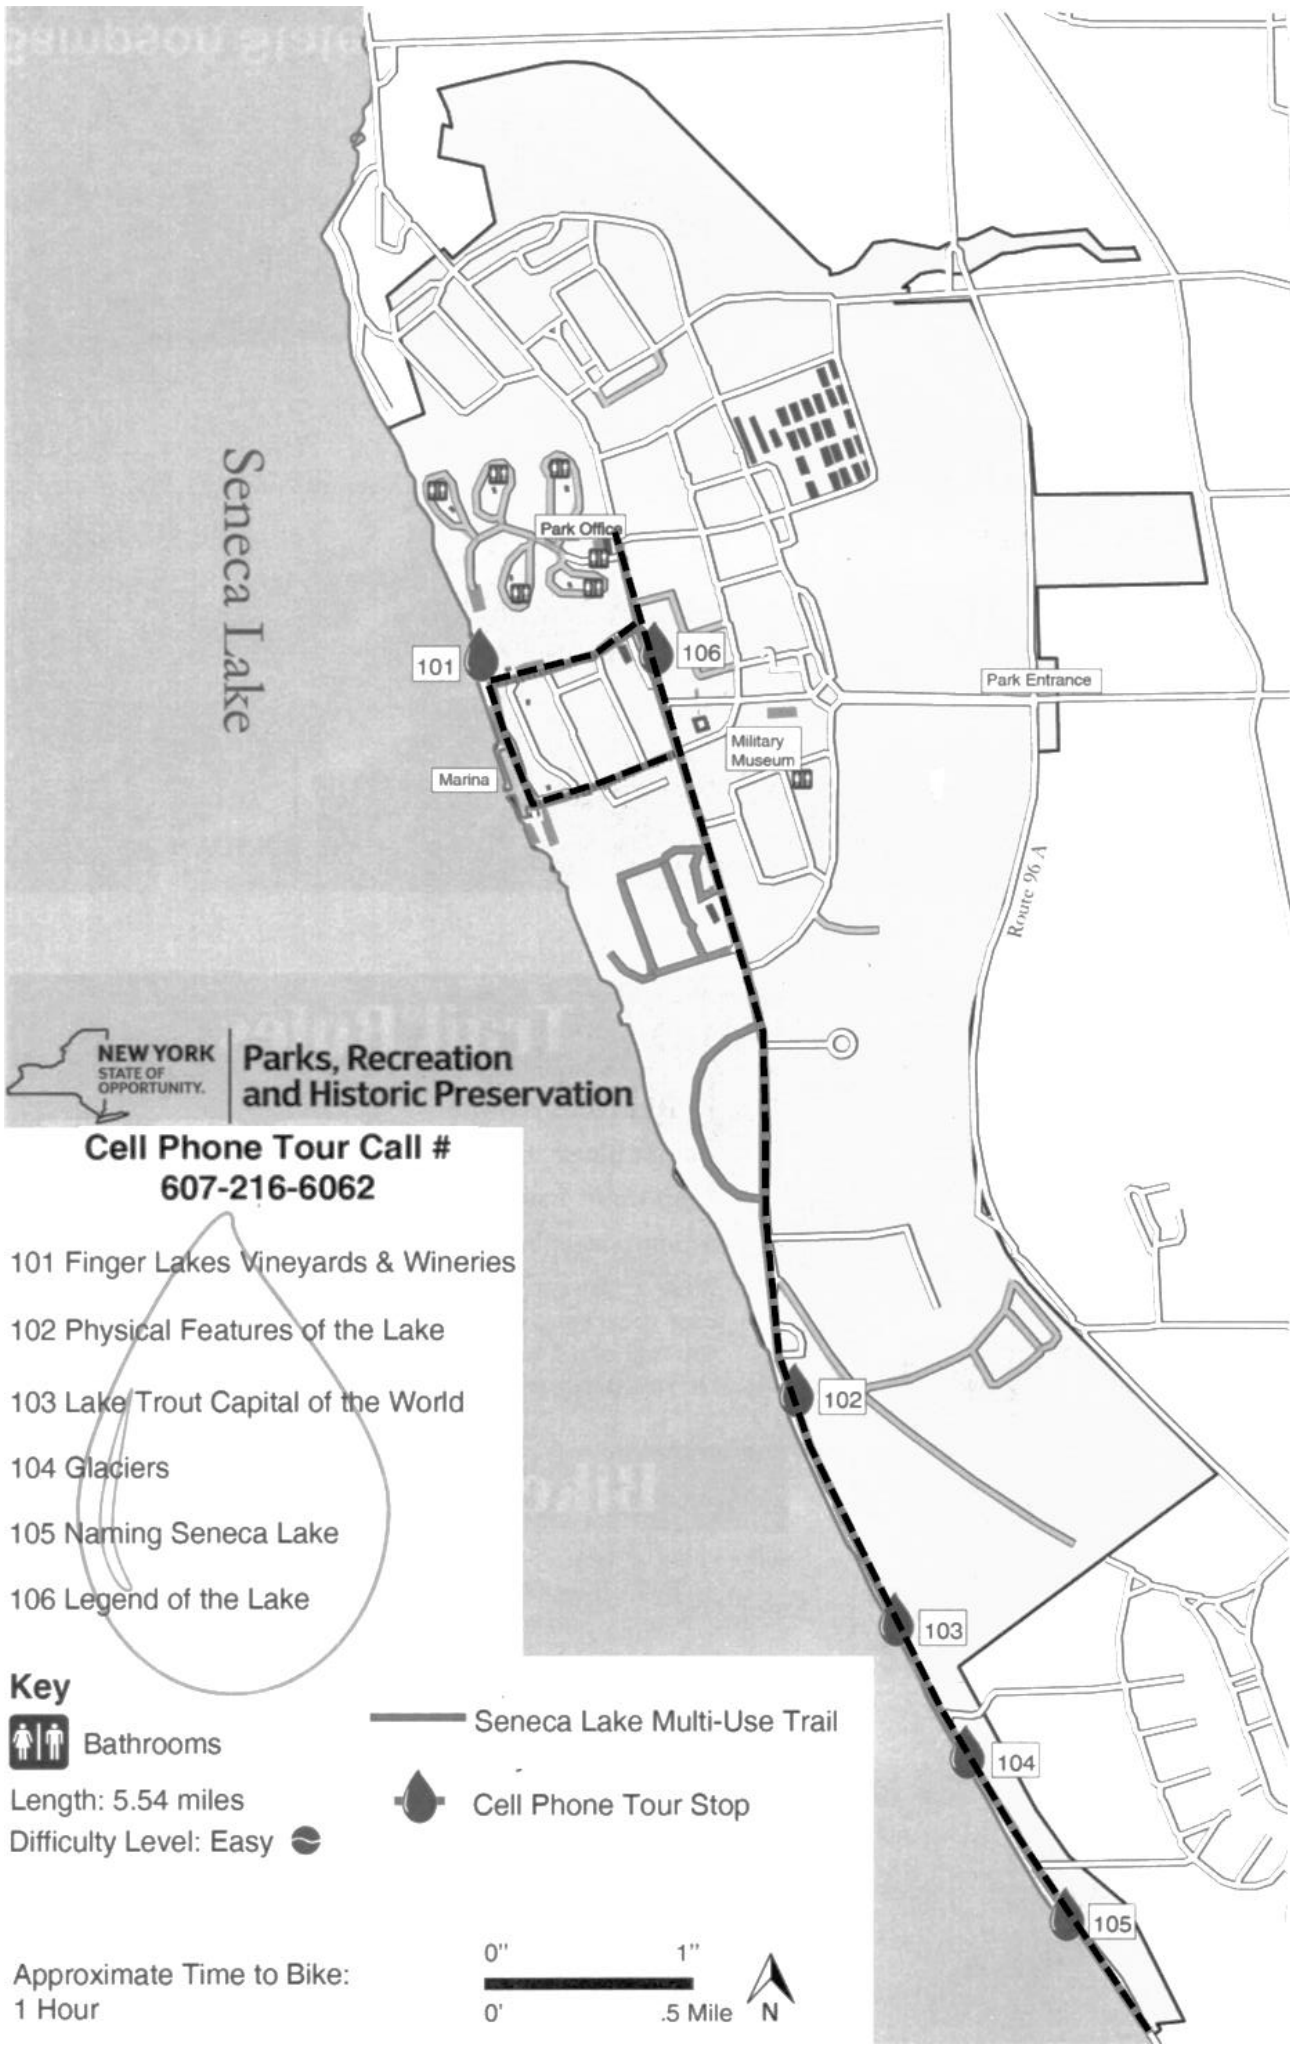 Seneca Lake
Park Office
101
106
Park Entrance
Military
Museum
Marina
Route 96 A
NEW YORK
STATE OF
OPPORTUNITY.
Parks, Recreation
and Historic Preservation
Cell Phone Tour Call #
607-216-6062
101 Finger Lakes Vineyards & Wineries
102 Physical Features of the Lake
103 Lake Trout Capital of the World
104 Glaciers
105 Naming Seneca Lake
106 Legend of the Lake
102
103
104
105
Key
Bathrooms
Length: 5.54 miles
Difficulty Level: Easy
Seneca Lake Multi-Use Trail
Cell Phone Tour Stop
Approximate Time to Bike:
1 Hour
0" 1"
0' .5 Mile
N